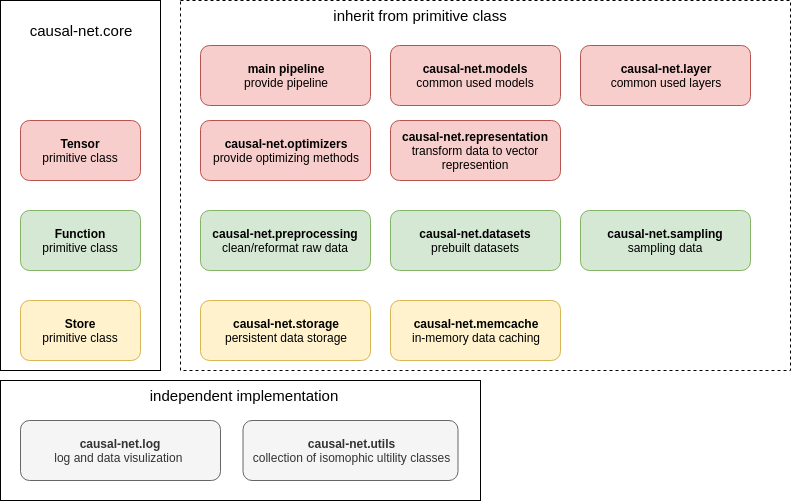 causal-net.core
inherit from primitive class
main pipeline
provide pipeline
causal-net.models
common used models
causal-net.layer
common used layers
Tensor
primitive class
causal-net.optimizers
provide optimizing methods
causal-net.representation
transform data to vector
represention
Function
primitive class
causal-net.preprocessing
clean/reformat raw data
causal-net.datasets
prebuilt datasets
causal-net.sampling
sampling data
Store
primitive class
causal-net.storage
persistent data storage
causal-net.memcache
in-memory data caching
independent implementation
causal-net.log
log and data visulization
causal-net.utils
collection of isomophic ultility classes